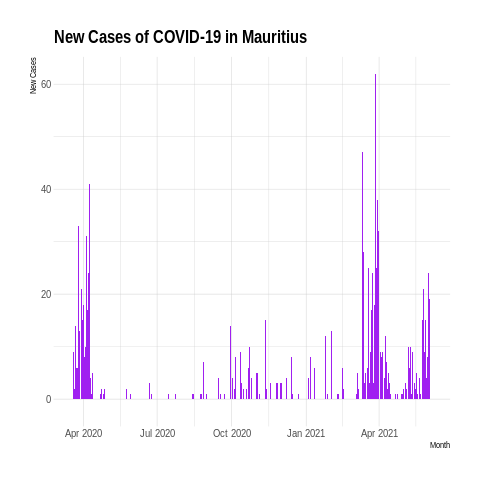 New Cases of COVID-19 in Mauritius
New Cases
60
40
20
0
Apr 2020
Jul 2020
Oct 2020
Jan 2021
Apr 2021
Month